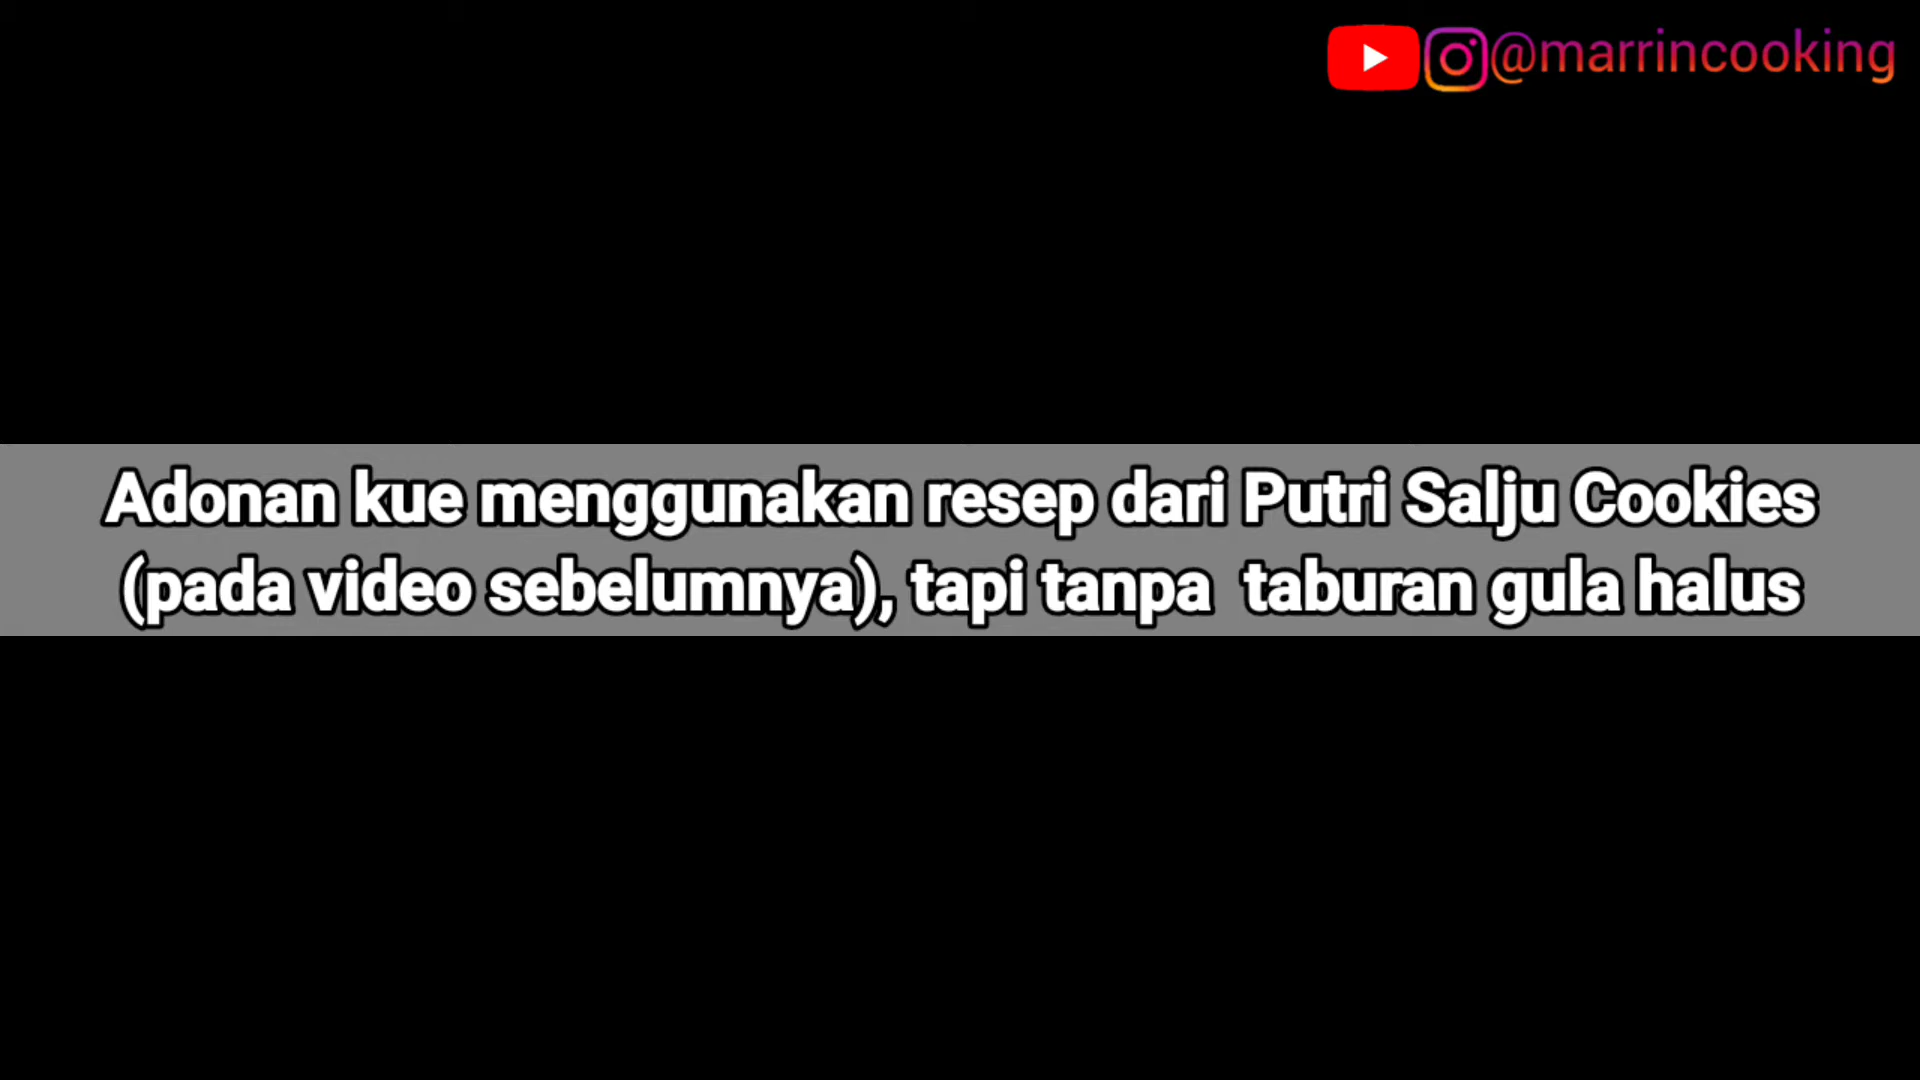 @marrincooking
Adonan kue menggunakan resep dari Putri Salju Cookies
(pada video sebelumnya), tapi tanpa  taburan gula halus